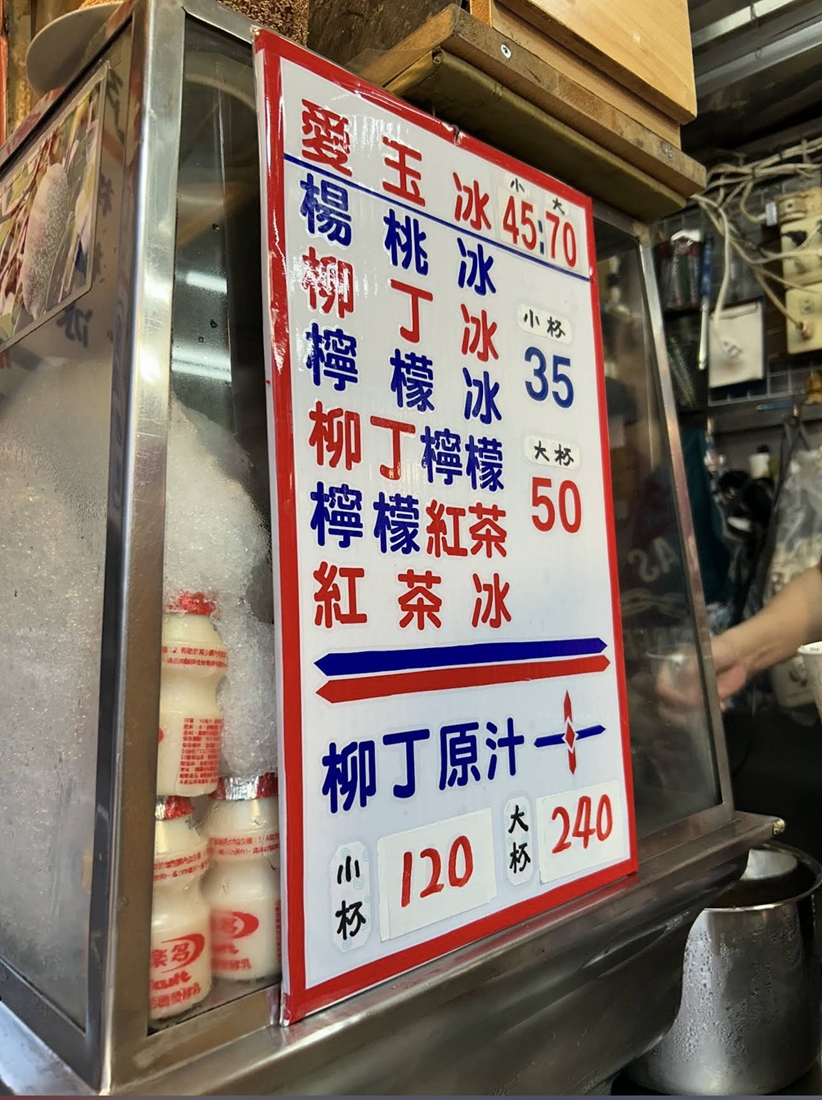 小 大
愛玉冰 45:70
楊桃冰
柳丁冰
小杯
檸檬冰 35
柳丁檸檬
大杯
檸檬紅茶 50
紅茶冰
柳丁原汁
小杯 120 大杯 240
多